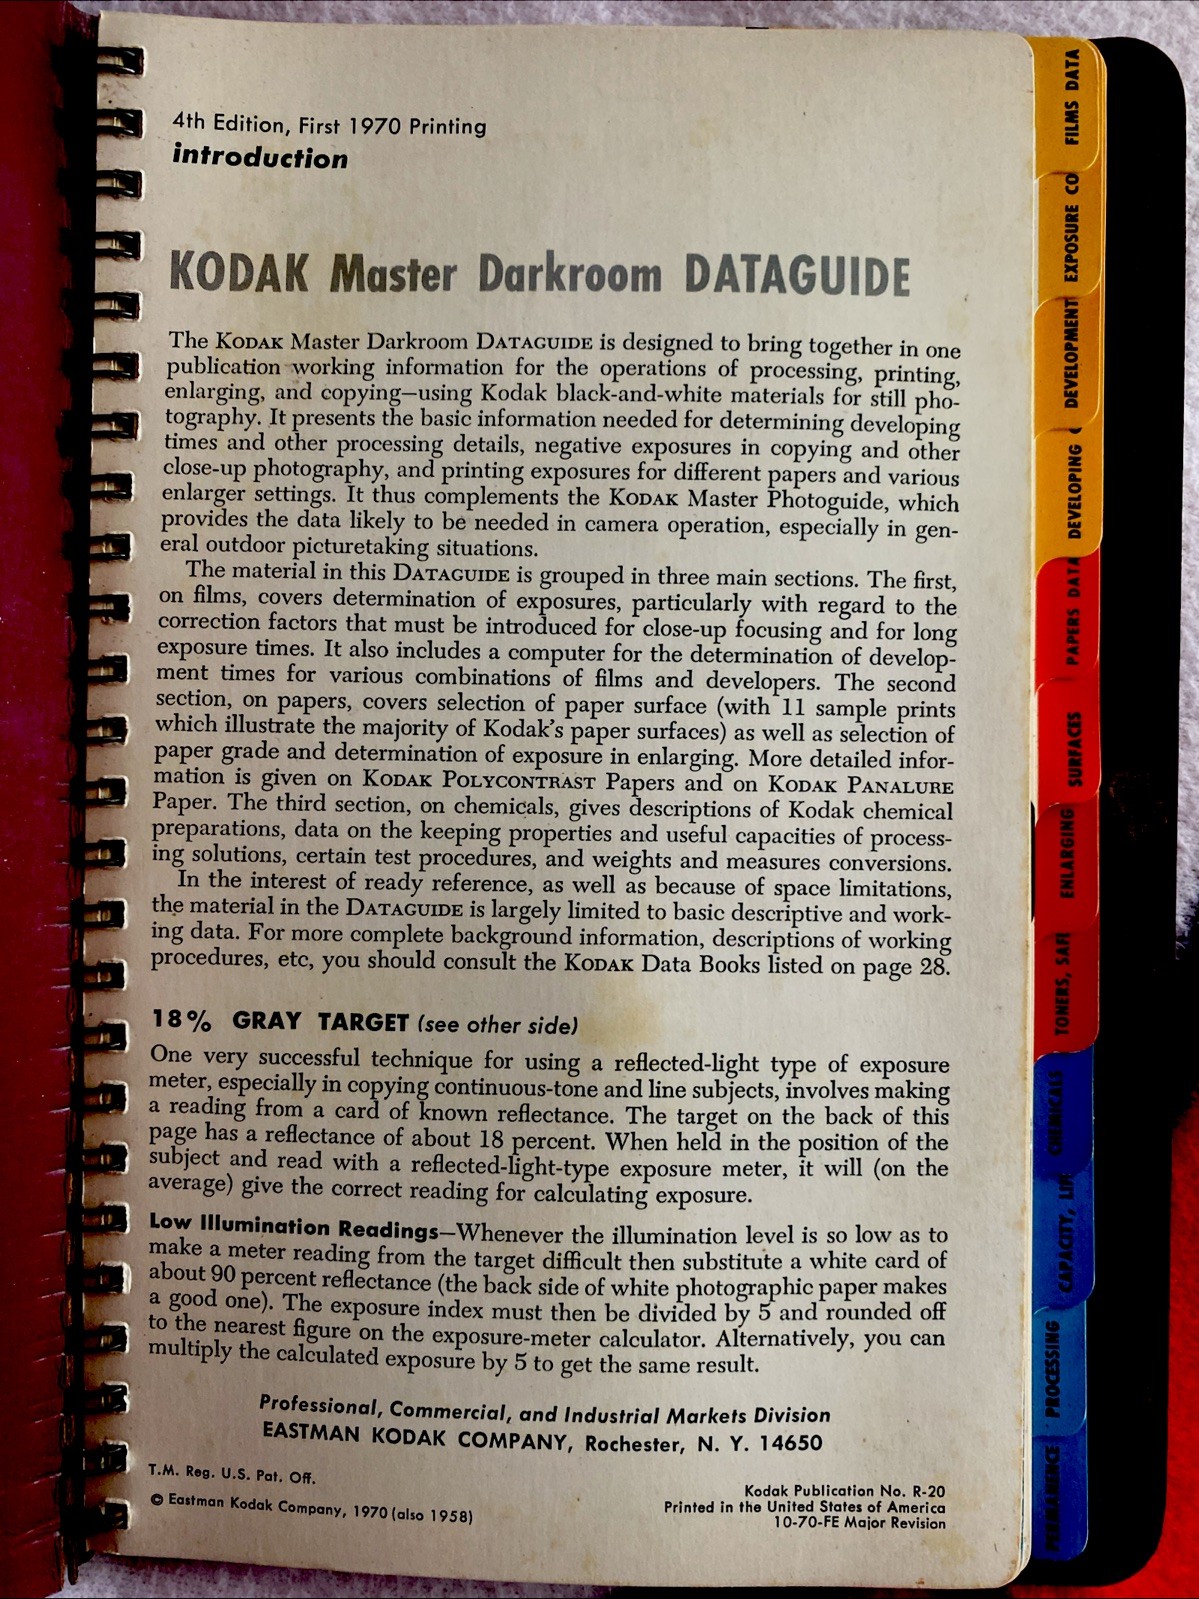 4th Edition, First 1970 Printing
introduction
KODAK Master Darkroom DATAGUIDE
The KODAK Master Darkroom DATAGUIDE is designed to bring together in one
publication working information for the operations of processing, printing,
enlarging, and copying—using Kodak black-and-white materials for still pho-
tography. It presents the basic information needed for determining developing
times and other processing details, negative exposures in copying and other
close-up photography, and printing exposures for different papers and various
enlarger settings. It thus complements the KODAK Master Photoguide, which
provides the data likely to be needed in camera operation, especially in gen-
eral outdoor picturetaking situations.
The material in this DATAGUIDE is grouped in three main sections. The first,
on films, covers determination of exposures, particularly with regard to the
correction factors that must be introduced for close-up focusing and for long
exposure times. It also includes a computer for the determination of develop-
ment times for various combinations of films and developers. The second
section, on papers, covers selection of paper surface (with 11 sample prints
which illustrate the majority of Kodak's paper surfaces) as well as selection of
paper grade and determination of exposure in enlarging. More detailed infor-
mation is given on KODAK POLYCONTRAST Papers and on KODAK PANALURE
Paper. The third section, on chemicals, gives descriptions of Kodak chemical
preparations, data on the keeping properties and useful capacities of process-
ing solutions, certain test procedures, and weights and measures conversions.
In the interest of ready reference, as well as because of space limitations,
the material in the DATAGUIDE is largely limited to basic descriptive and work-
ing data. For more complete background information, descriptions of working
procedures, etc, you should consult the KODAK Data Books listed on page 28.
18% GRAY TARGET (see other side)
One very successful technique for using a reflected-light type of exposure
meter, especially in copying continuous-tone and line subjects, involves making
a reading from a card of known reflectance. The target on the back of this
page has a reflectance of about 18 percent. When held in the position of the
subject and read with a reflected-light-type exposure meter, it will (on the
average) give the correct reading for calculating exposure.
Low Illumination Readings—Whenever the illumination level is so low as to
make a meter reading from the target difficult then substitute a white card of
about 90 percent reflectance (the back side of white photographic paper makes
a good one). The exposure index must then be divided by 5 and rounded off
to the nearest figure on the exposure-meter calculator. Alternatively, you can
multiply the calculated exposure by 5 to get the same result.
Professional, Commercial, and Industrial Markets Division
EASTMAN KODAK COMPANY, Rochester, N. Y. 14650
T.M. Reg. U.S. Pat. Off.
© Eastman Kodak Company, 1970 (also 1958)
Kodak Publication No. R-20
Printed in the United States of America
10-70-FE Major Revision
FILMS DATA
EXPOSURE CO
DEVELOPMENT
DEVELOPING
PAPERS DATA
SURFACES
ENLARGING
TONERS, SAFE
CHEMICALS
CAPACITY, LIF
PROCESSING
PERMANENCE